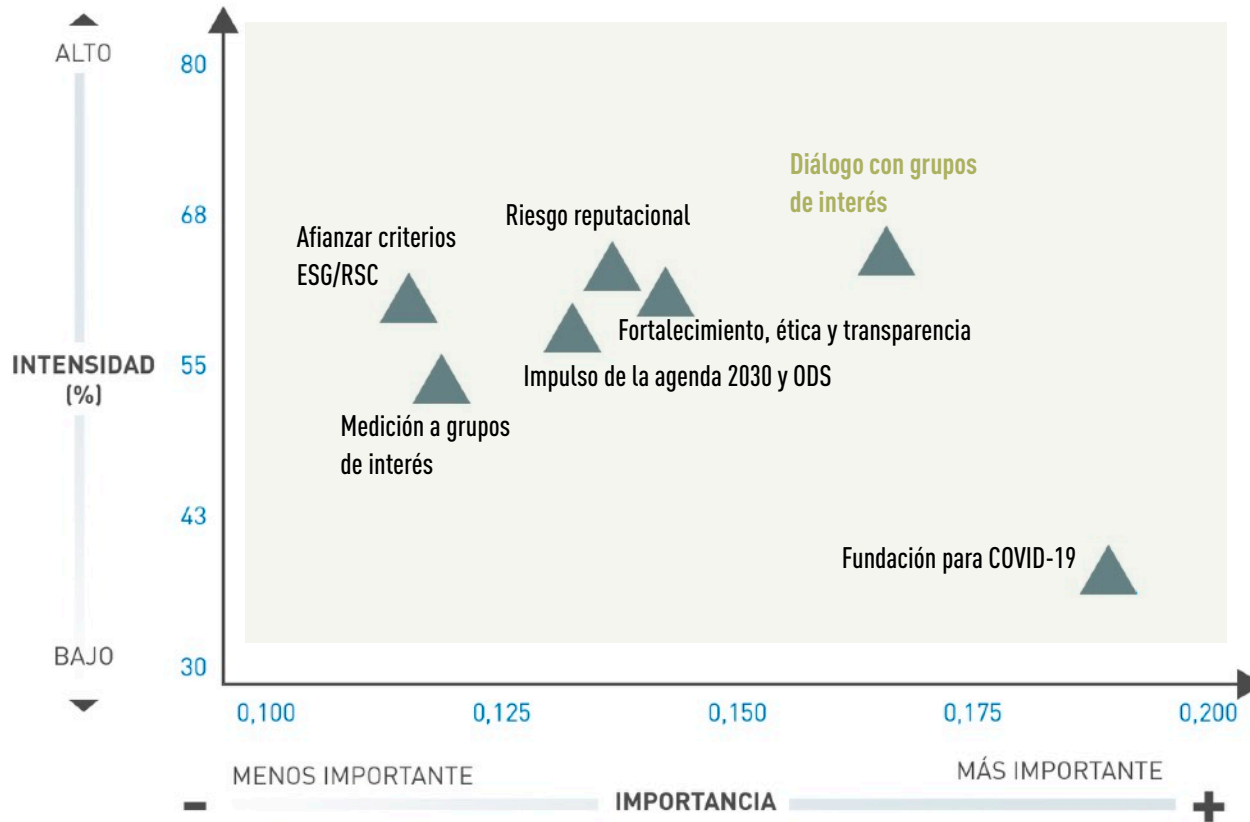 ALTO
80
Diálogo con grupos
de interés
68
Riesgo reputacional
Afianzar criterios
ESG/RSC
Fortalecimiento, ética y transparencia
INTENSIDAD
(%)
55
Impulso de la agenda 2030 y ODS
Medición a grupos
de interés
43
Fundación para COVID-19
BAJO
30
0,100
0,125
0,150
0,175
0,200
MENOS IMPORTANTE
MÁS IMPORTANTE
- IMPORTANCIA +